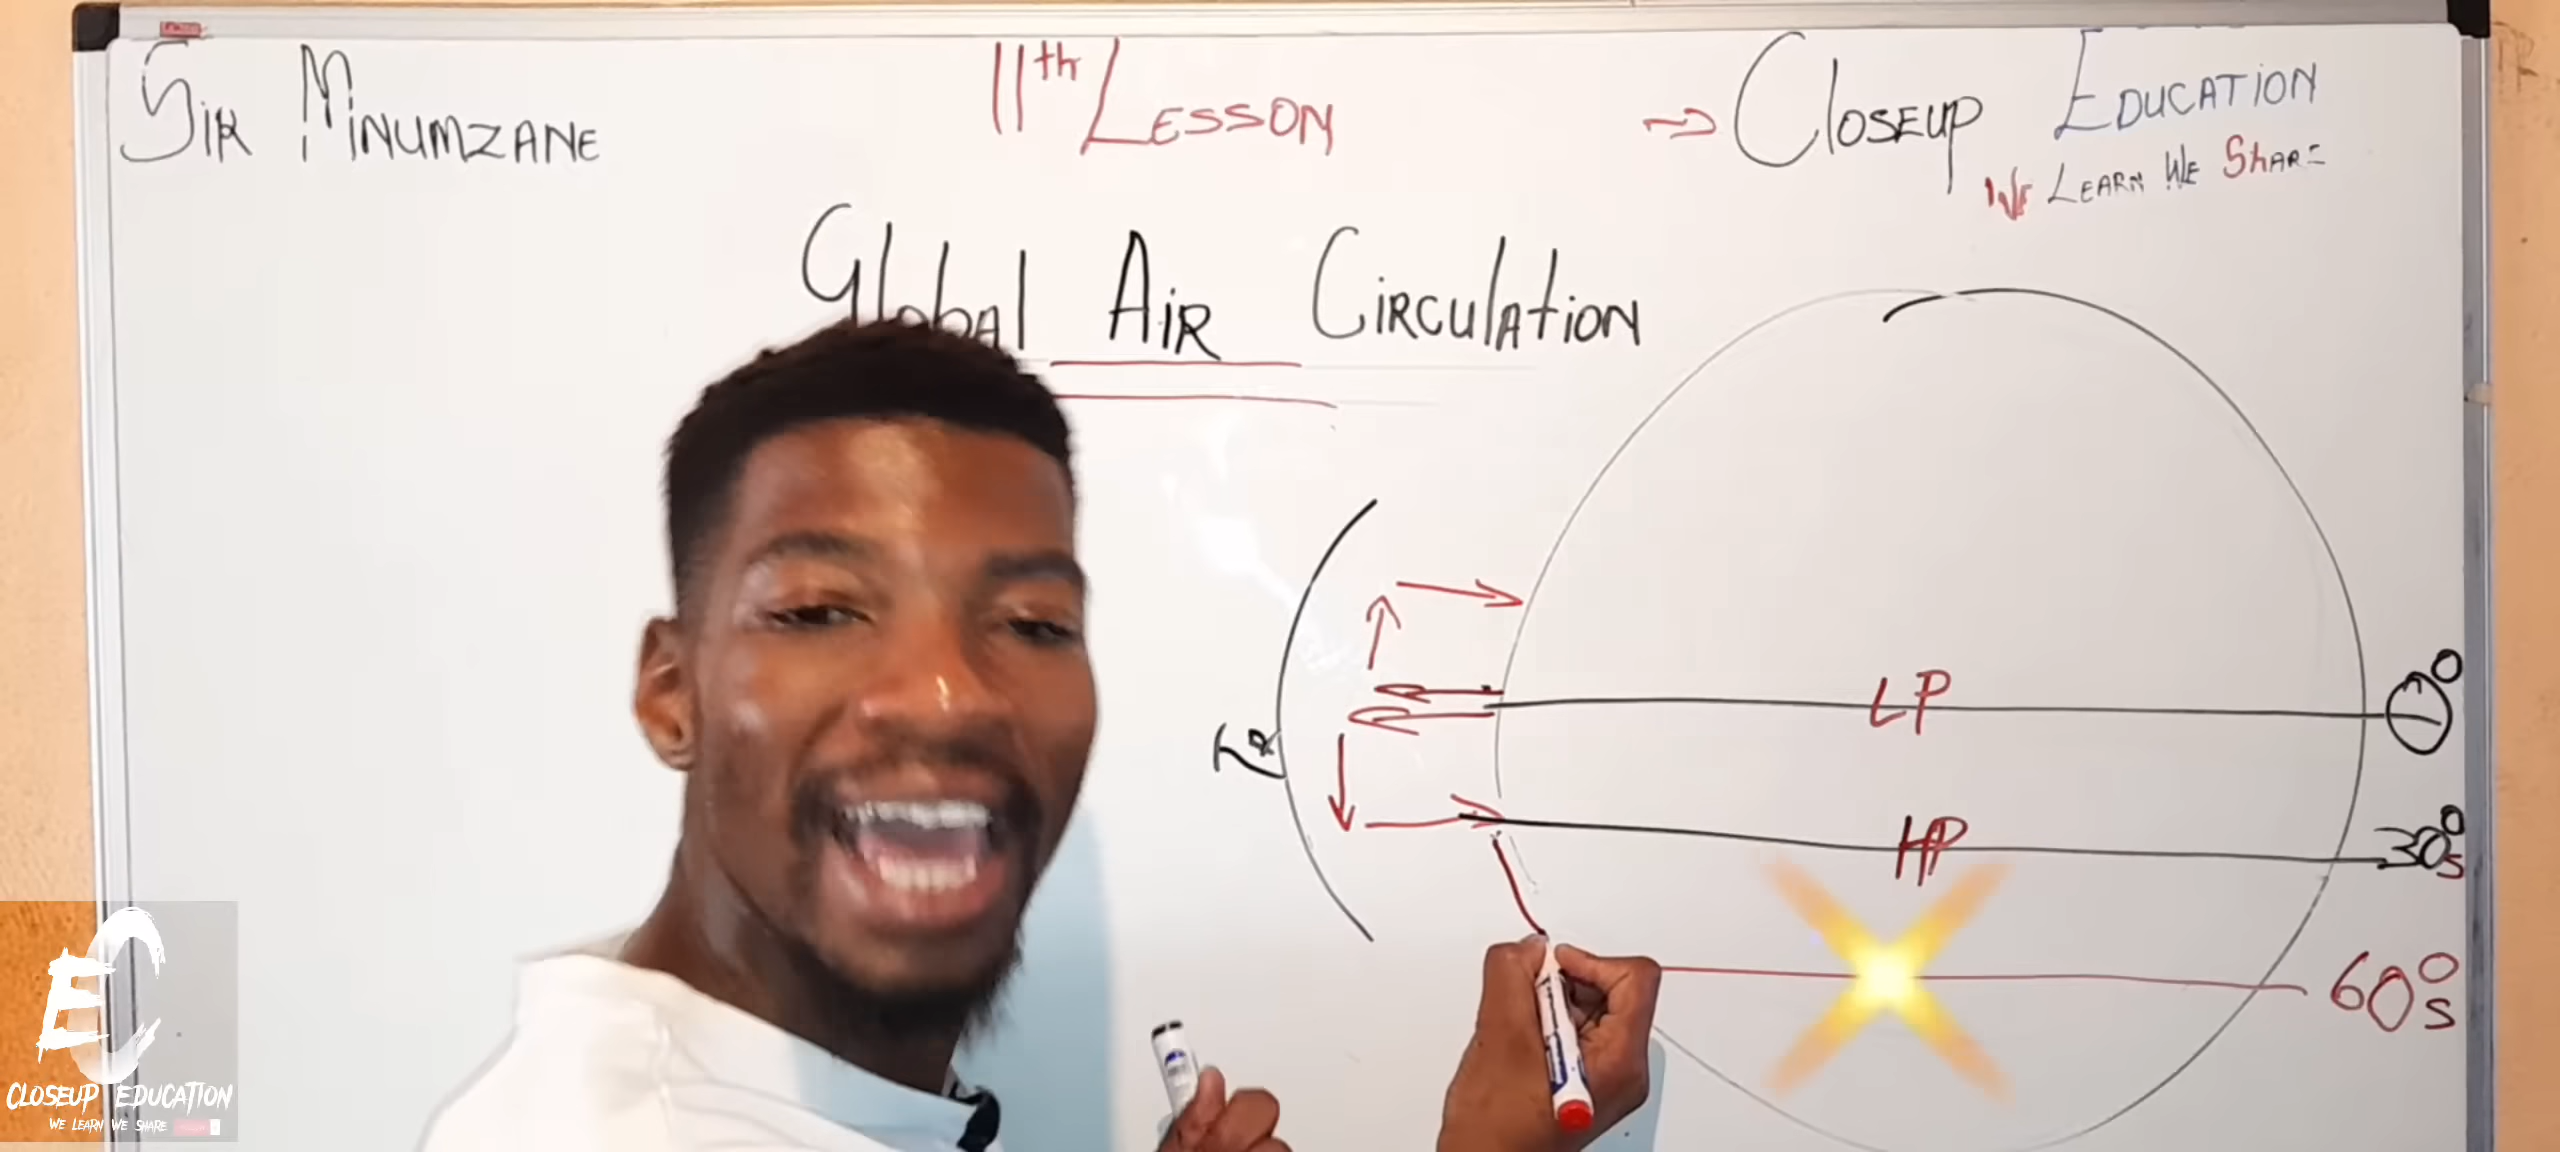 SIR MINUMZANE
11th LESSON
→ CLOSEUP EDUCATION
WE LEARN WE SHARE
GlobAL AIR CIRCULATION
LP
0°
HP
30°S
60°S
EC
CLOSEUP EDUCATION
WE LEARN WE SHARE